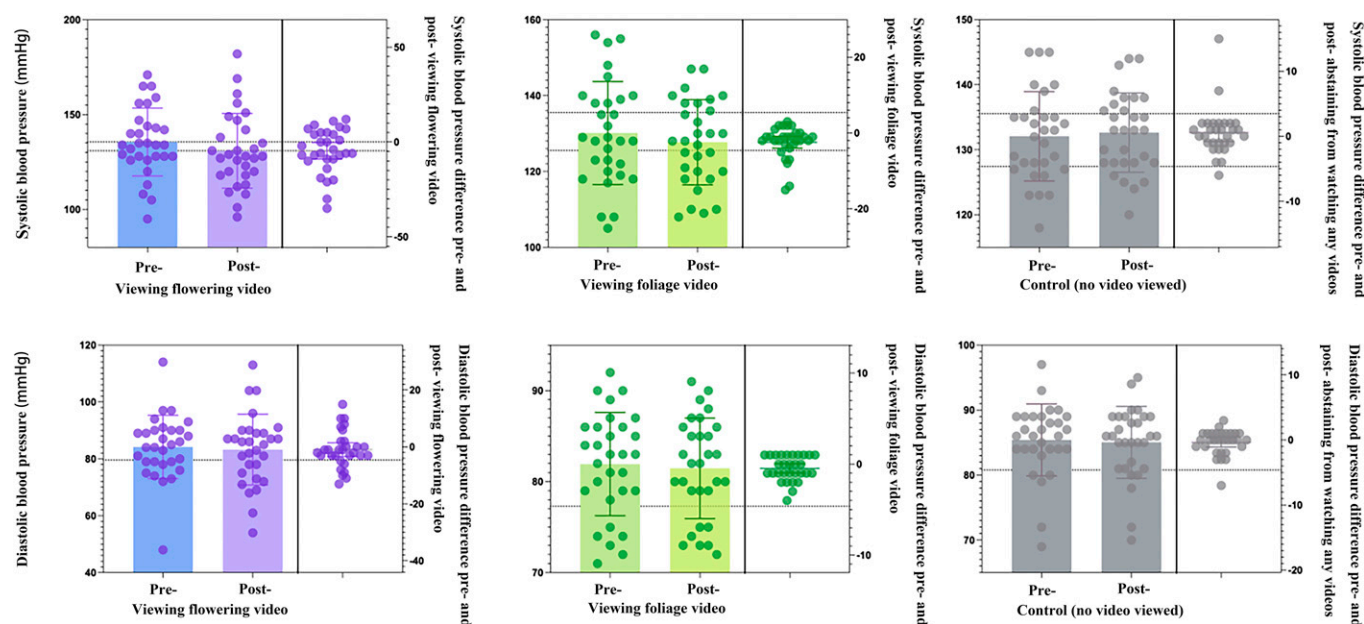 Systolic blood pressure (mmHg)
200
150
100
50
0
-50
Systolic blood pressure difference pre- and
post- viewing flowering video
Pre-
Post-
Viewing flowering video
160
140
120
100
20
0
-20
Systolic blood pressure difference pre- and
post- viewing foliage video
Pre-
Post-
Viewing foliage video
150
140
130
120
10
0
-10
Systolic blood pressure difference pre- and
post- abstaining from watching any videos
Pre-
Post-
Control (no video viewed)
Diastolic blood pressure (mmHg)
120
100
80
60
40
20
0
-20
-40
Diastolic blood pressure difference pre- and
post- viewing flowering video
Pre-
Post-
Viewing flowering video
90
80
70
10
0
-10
Diastolic blood pressure difference pre- and
post- viewing foliage video
Pre-
Post-
Viewing foliage video
100
90
80
70
10
0
-10
-20
Diastolic blood pressure difference pre- and
post- abstaining from watching any videos
Pre-
Post-
Control (no video viewed)